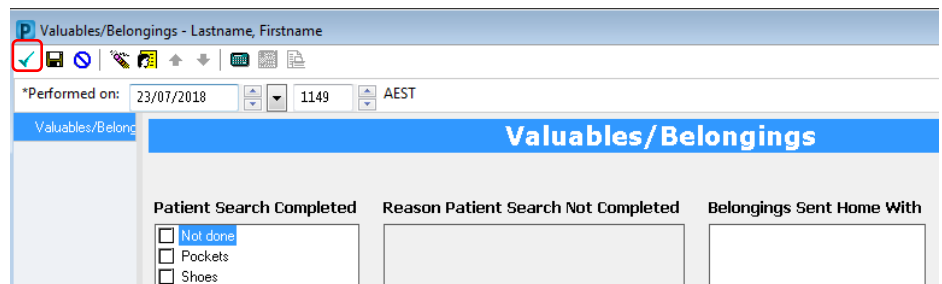 Valuables/Belongings - Lastname, Firstname
*Performed on: 23/07/2018 1149 AEST
Valuables/Belong
Valuables/Belongings
Patient Search Completed Reason Patient Search Not Completed Belongings Sent Home With
Not done
Pockets
Shoes